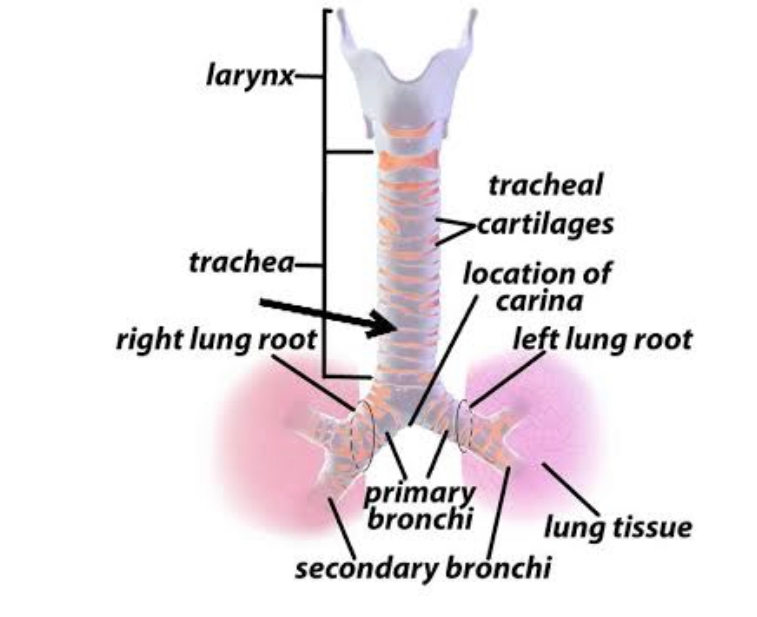 larynx
tracheal
cartilages
trachea
location of
carina
right lung root
left lung root
primary
bronchi
lung tissue
secondary bronchi